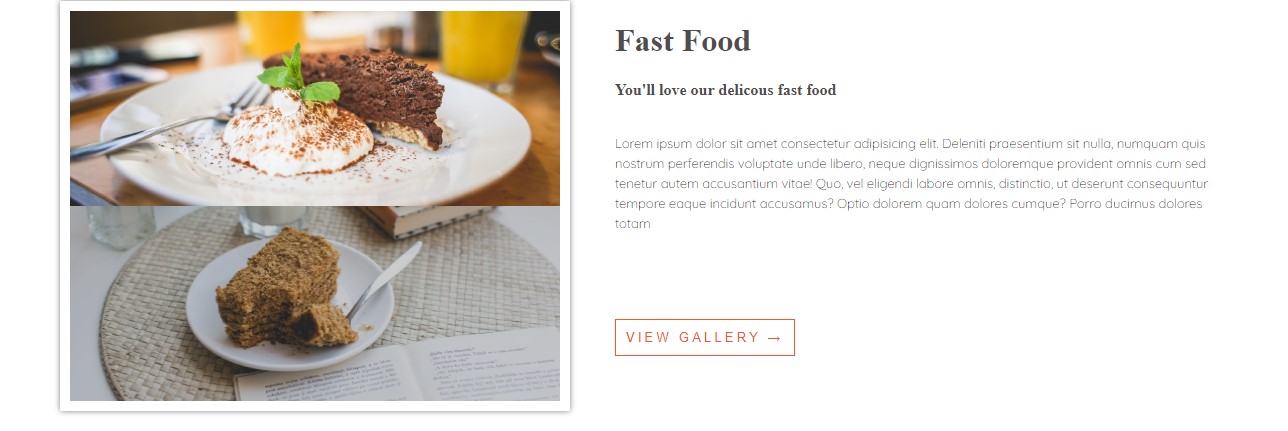 Fast Food
You'll love our delicous fast food
Lorem ipsum dolor sit amet consectetur adipisicing elit. Deleniti praesentium sit nulla, numquam quis
nostrum perferendis voluptate unde libero, neque dignissimos doloremque provident omnis cum sed
tenetur autem accusantium vitae! Quo, vel eligendi labore omnis, distinctio, ut deserunt consequuntur
tempore eaque incidunt accusamus? Optio dolorem quam dolores cumque? Porro ducimus dolores
totam
VIEW GALLERY →